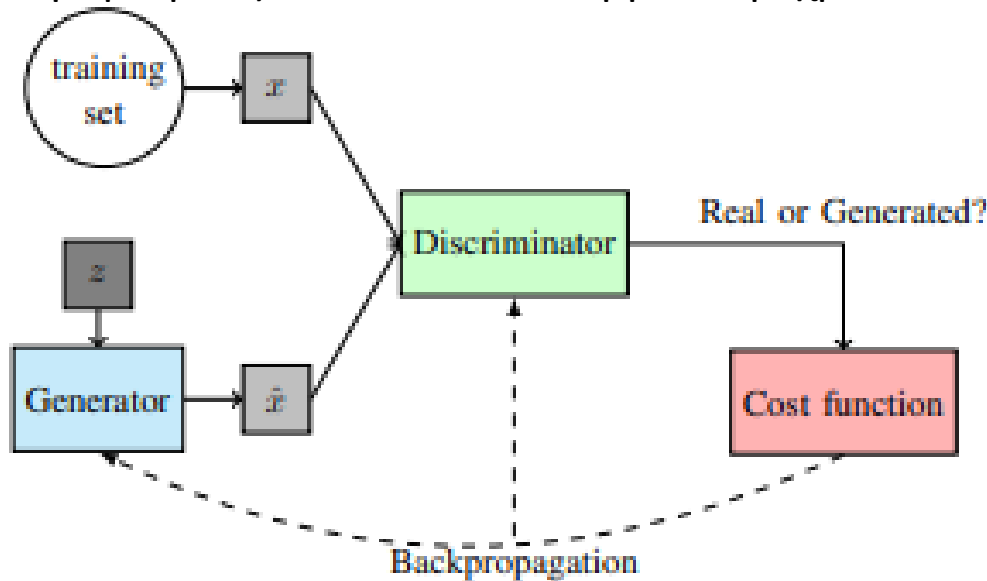 training
set
x
Real or Generated?
Discriminator
z
Generator
x̂
Cost function
Backpropagation